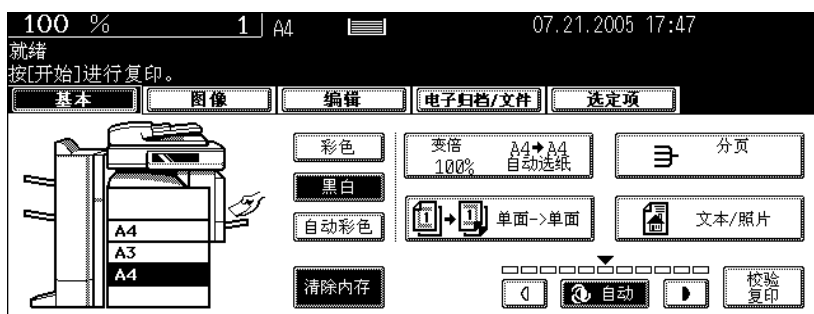 100 % 1 A4 07.21.2005 17:47
就绪
按[开始]进行复印。
基本 图像 编辑 电子归档/文件 选定项
彩色
黑白
自动彩色
清除内存
变倍 A4→A4
100% 自动选纸
分页
1→1 单面->单面
文本/照片
A4
A3
A4
自动
校验
复印